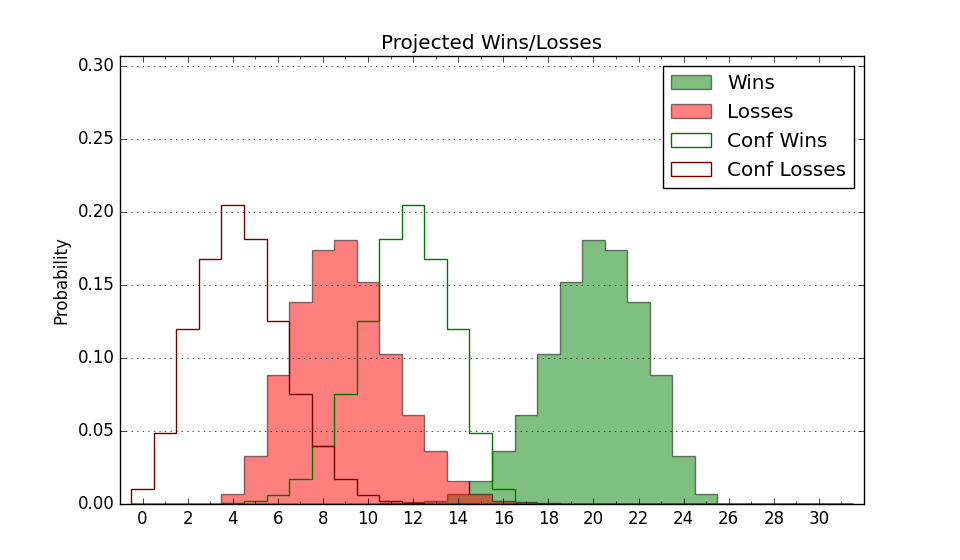 Projected Wins/Losses
0.30
0.25
0.20
0.15
0.10
0.05
0.00
Probability
Wins
Losses
Conf Wins
Conf Losses
0 2 4 6 8 10 12 14 16 18 20 22 24 26 28 30